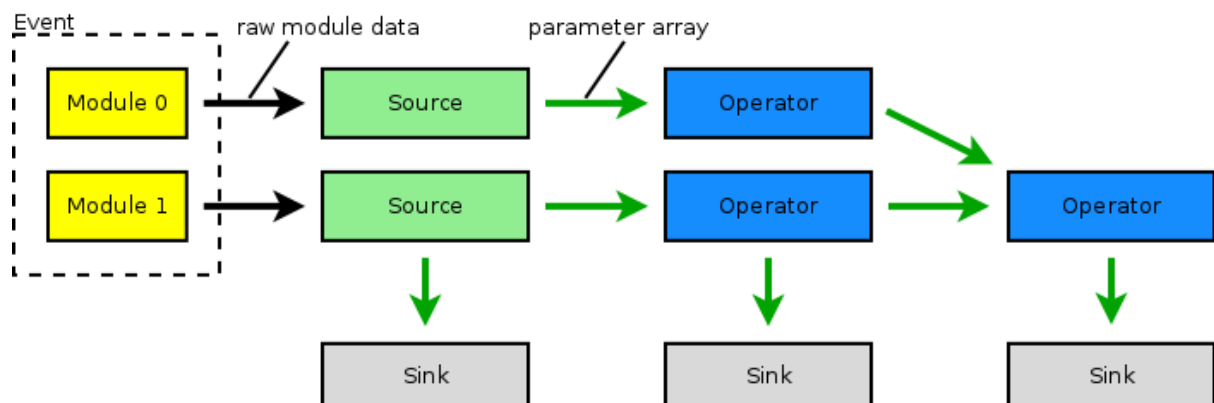 Event
raw module data
parameter array
Module 0
Source
Operator
Module 1
Source
Operator
Operator
Sink
Sink
Sink